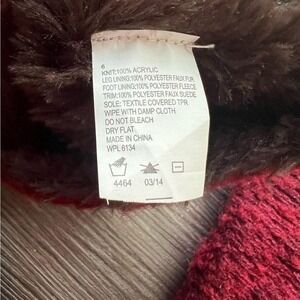 6
KNIT:100% ACRYLIC
LEG LINING:100% POLYESTER FAUX FUR
FOOT LINING:100% POLYESTER FLEECE
TRIM:100% POLYESTER FAUX SUEDE
SOLE: TEXTILE COVERED TPR
WIPE WITH DAMP CLOTH
DO NOT BLEACH
DRY FLAT
MADE IN CHINA
WPL 6134
4464 03/14